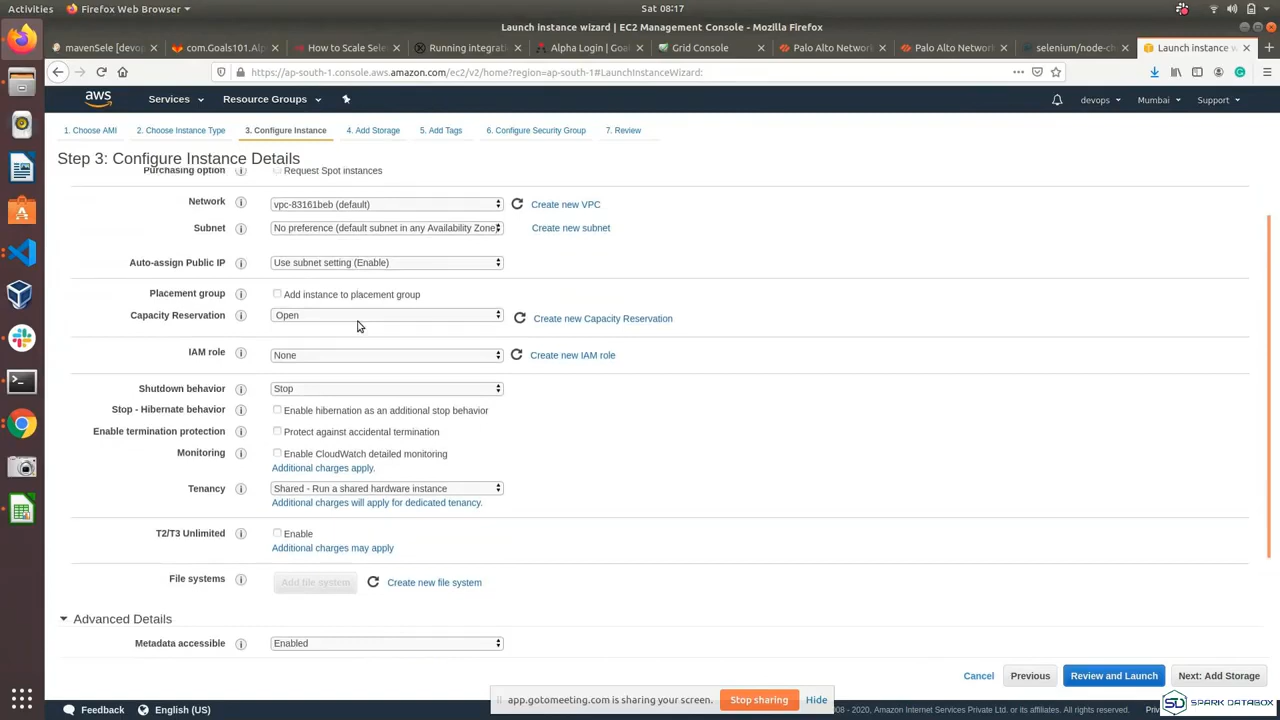 Activities
Firefox Web Browser
Sat 08:17
Launch Instance wizard | EC2 Management Console - Mozilla Firefox
mavenSele [devop
com.Goals101.Alp
How to Scale Sele
Running integrati
Alpha Login | Goal
Grid Console
Palo Alto Network
Palo Alto Network
selenium/node-ch
Launch instance w
https://ap-south-1.console.aws.amazon.com/ec2/v2/home?region=ap-south-1#LaunchInstanceWizard:
aws
Services
Resource Groups
devops
Mumbai
Support
1. Choose AMI
2. Choose Instance Type
3. Configure Instance
4. Add Storage
5. Add Tags
6. Configure Security Group
7. Review
Step 3: Configure Instance Details
Purchasing option
Request Spot instances
Network
vpc-83161beb (default)
Create new VPC
Subnet
No preference (default subnet in any Availability Zone)
Create new subnet
Auto-assign Public IP
Use subnet setting (Enable)
Placement group
Add instance to placement group
Capacity Reservation
Open
Create new Capacity Reservation
IAM role
None
Create new IAM role
Shutdown behavior
Stop
Stop - Hibernate behavior
Enable hibernation as an additional stop behavior
Enable termination protection
Protect against accidental termination
Monitoring
Enable CloudWatch detailed monitoring
Additional charges apply.
Tenancy
Shared - Run a shared hardware instance
Additional charges will apply for dedicated tenancy.
T2/T3 Unlimited
Enable
Additional charges may apply
File systems
Add file system
Create new file system
Advanced Details
Metadata accessible
Enabled
Cancel
Previous
Review and Launch
Next: Add Storage
app.gotomeeting.com is sharing your screen.
Stop sharing
Hide
Feedback
English (US)
08 - 2020, Amazon Internet Services Private Ltd. or its affiliates. All rights reserved.
SPARK DATABOX